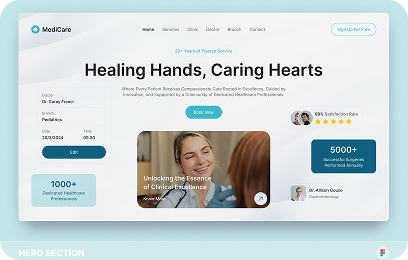 MediCare
Home Services Clinic Doctor Branch Contact
Sign Up For Free
20+ Years of Trusted Service
Healing Hands, Caring Hearts
Where Every Patient Receives Compassionate Care Rooted in Excellence, Guided by
Innovation, and Supported by a Community of Dedicated Healthcare Professionals.
Book Now
Doctor
Dr. Corey Franci
Branch
Pediatrics
Date Time
20/3/2024 09:30
Edit
99% Satisfaction Rate
1000+
Dedicated Healthcare
Professionals
Unlocking the Essence
of Clinical Excellence
Know More
5000+
Successful Surgeries
Performed Annually
Dr. Allison Gouse
Gastroenterology
HERO SECTION